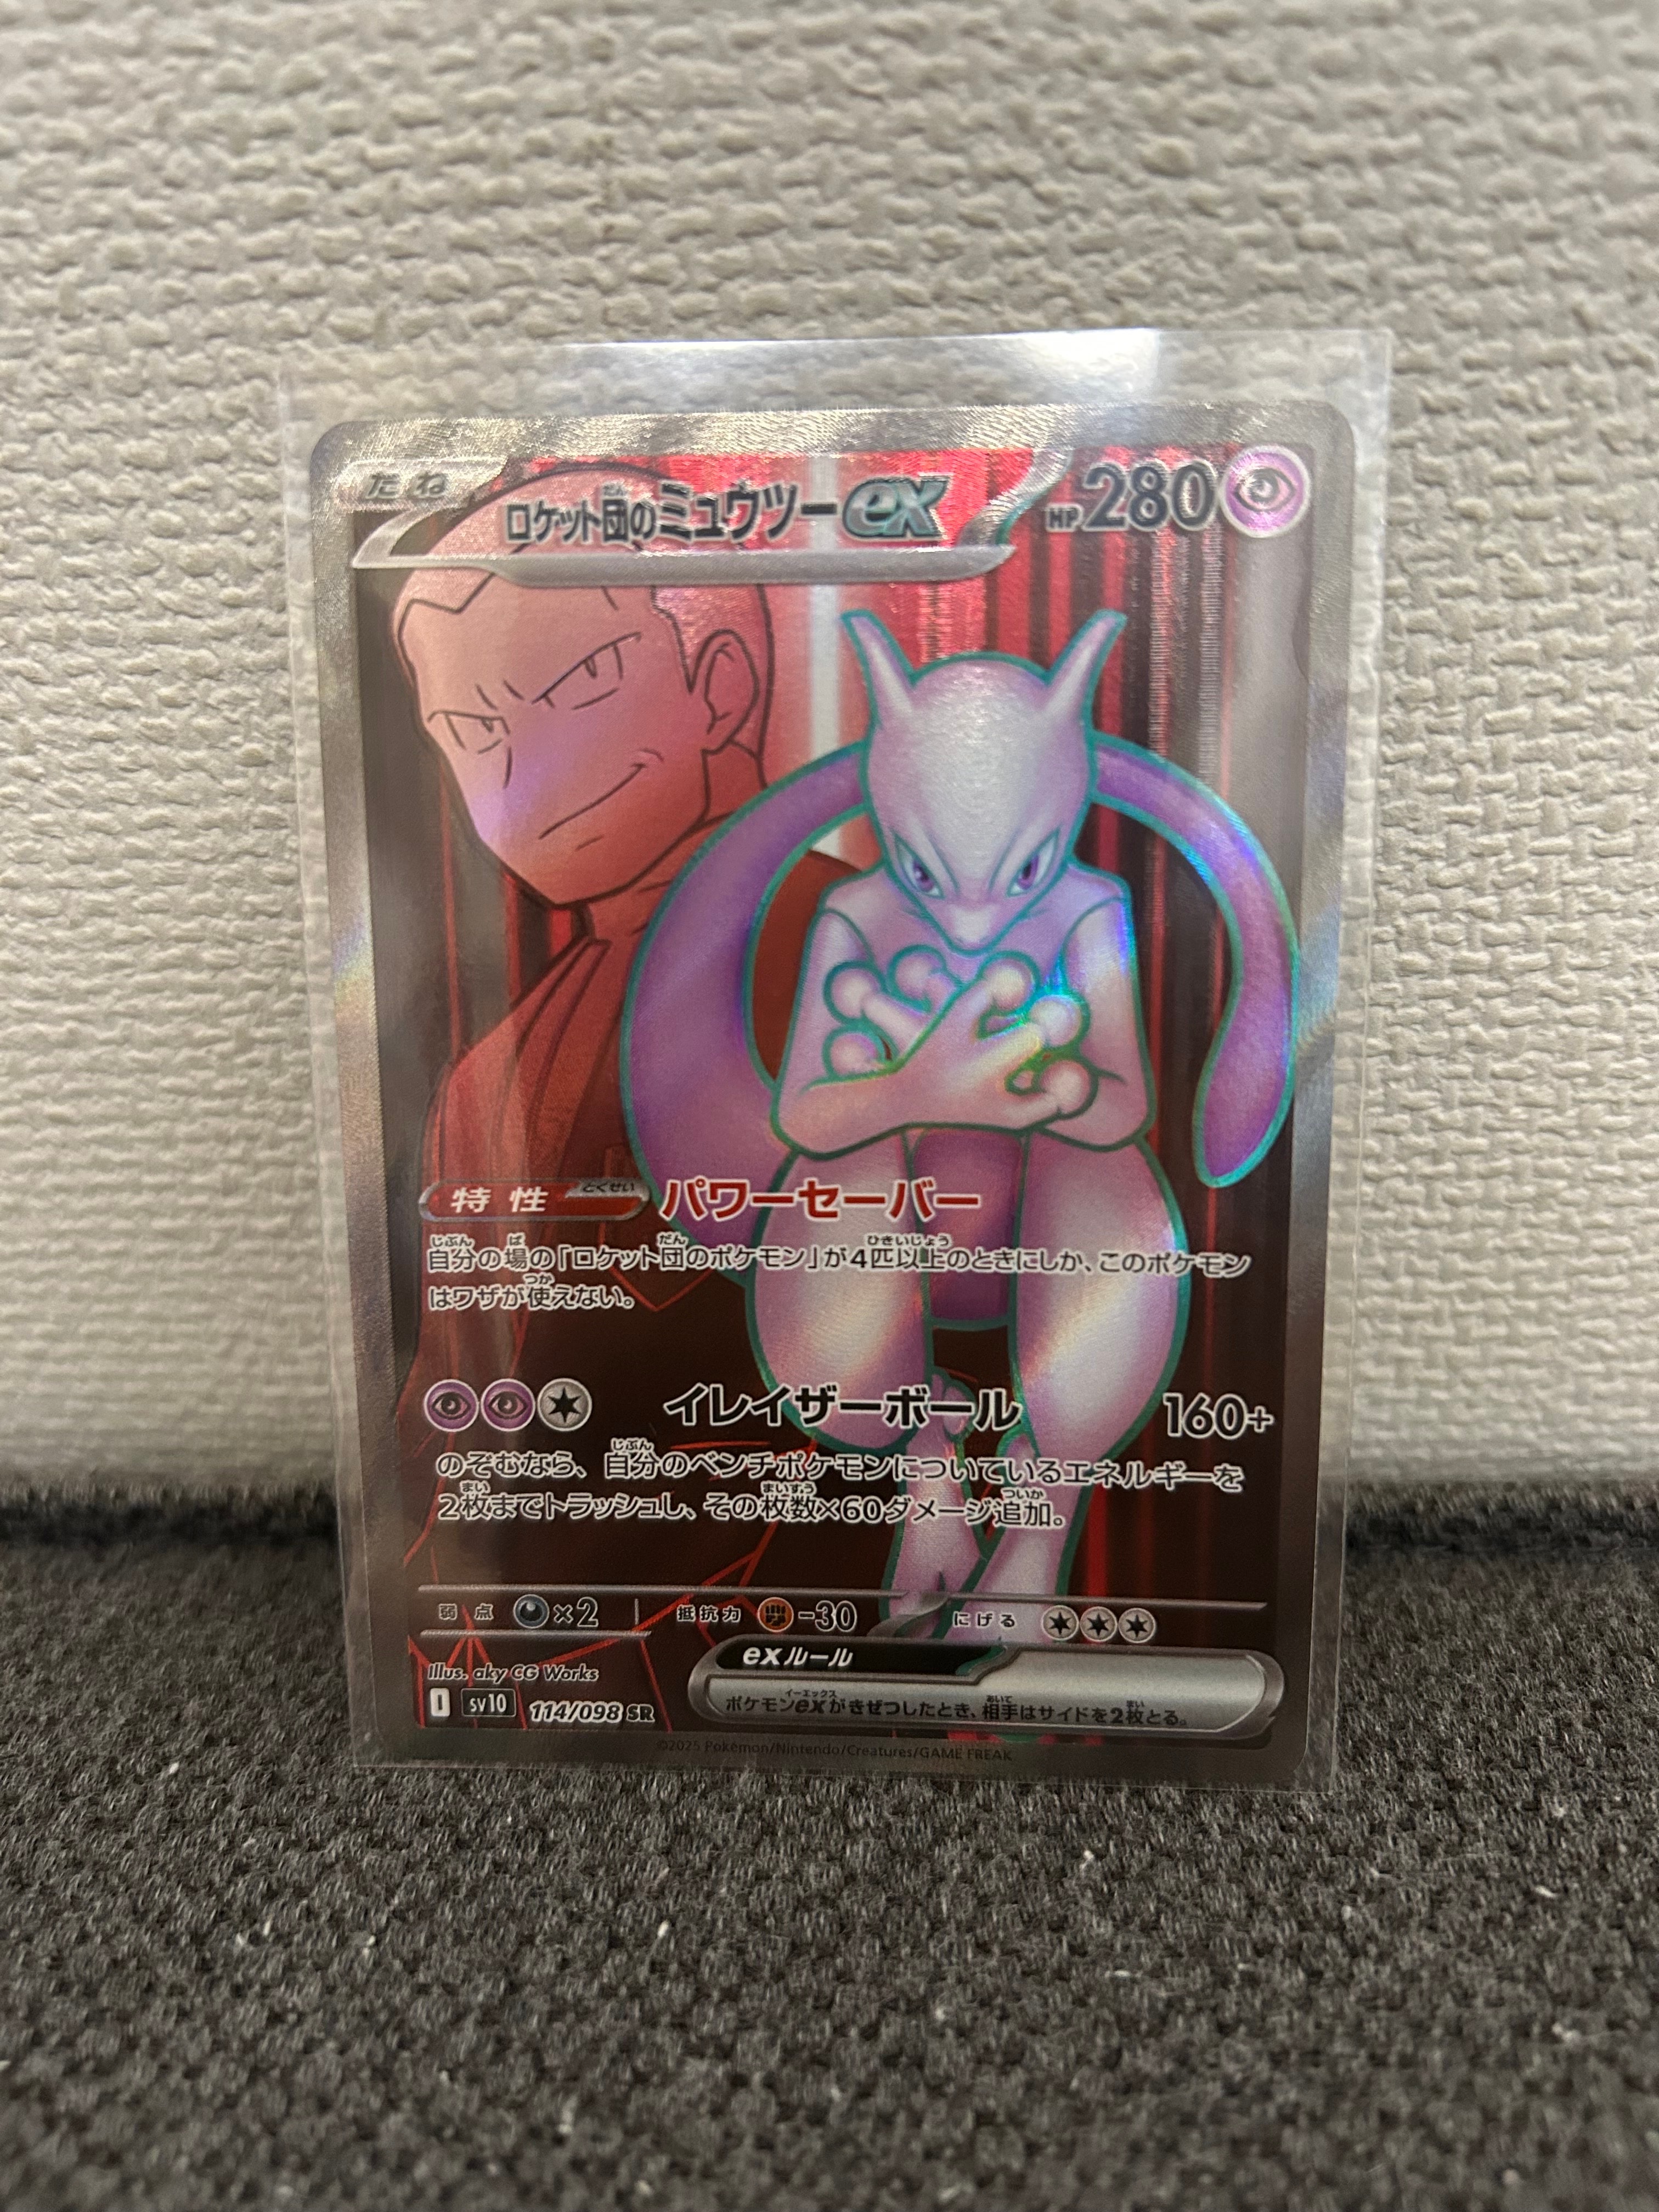 たね ロケット団のミュウツーex HP280
特性 パワーセーバー
自分の場の「ロケット団のポケモン」が4匹以上のときにしか、このポケモン
はワザが使えない。
イレイザーボール 160+
のぞむなら、自分のベンチポケモンについているエネルギーを
2枚までトラッシュし、その枚数×60ダメージ追加。
弱点 ×2 抵抗力 -30 にげる
Illus. aky CG Works
exルール
I SV10 114/098 SR
ポケモンexがきぜつしたとき、相手はサイドを2枚とる。
©2025 Pokémon/Nintendo/Creatures/GAME FREAK